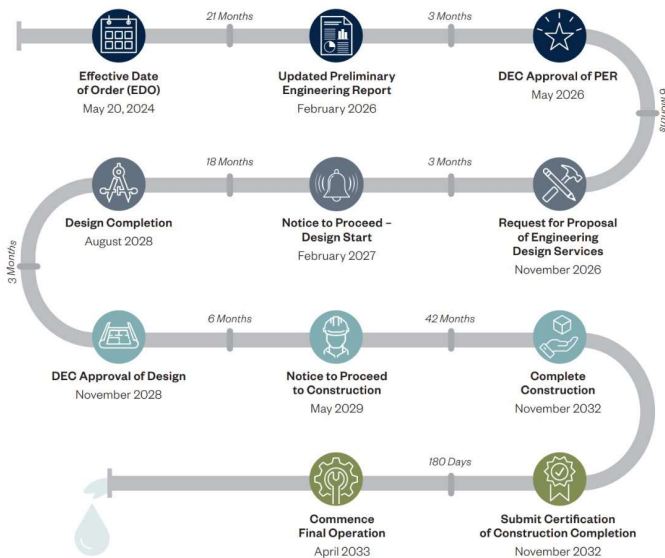 21 Months
3 Months
Effective Date
of Order (EDO)
May 20, 2024
Updated Preliminary
Engineering Report
February 2026
DEC Approval of PER
May 2026
6 Months
18 Months
3 Months
Design Completion
August 2028
Notice to Proceed –
Design Start
February 2027
Request for Proposal
of Engineering
Design Services
November 2026
3 Months
6 Months
42 Months
DEC Approval of Design
November 2028
Notice to Proceed
to Construction
May 2029
Complete
Construction
November 2032
180 Days
Commence
Final Operation
April 2033
Submit Certification
of Construction Completion
November 2032